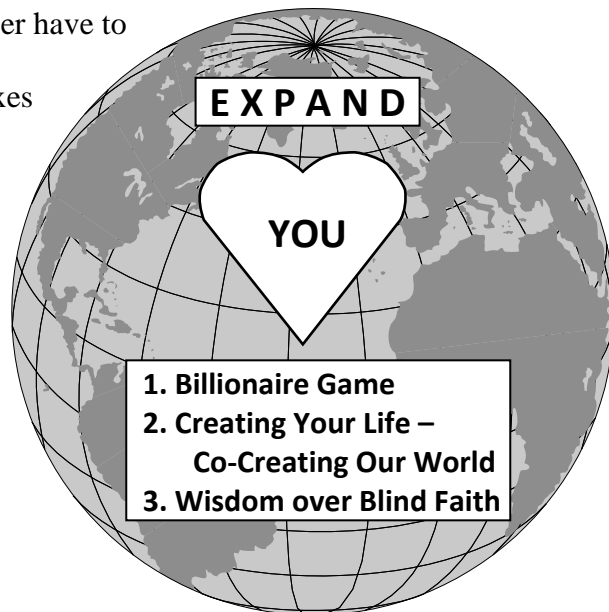 er have to
E X P A N D
YOU
1. Billionaire Game
2. Creating Your Life –
Co-Creating Our World
3. Wisdom over Blind Faith